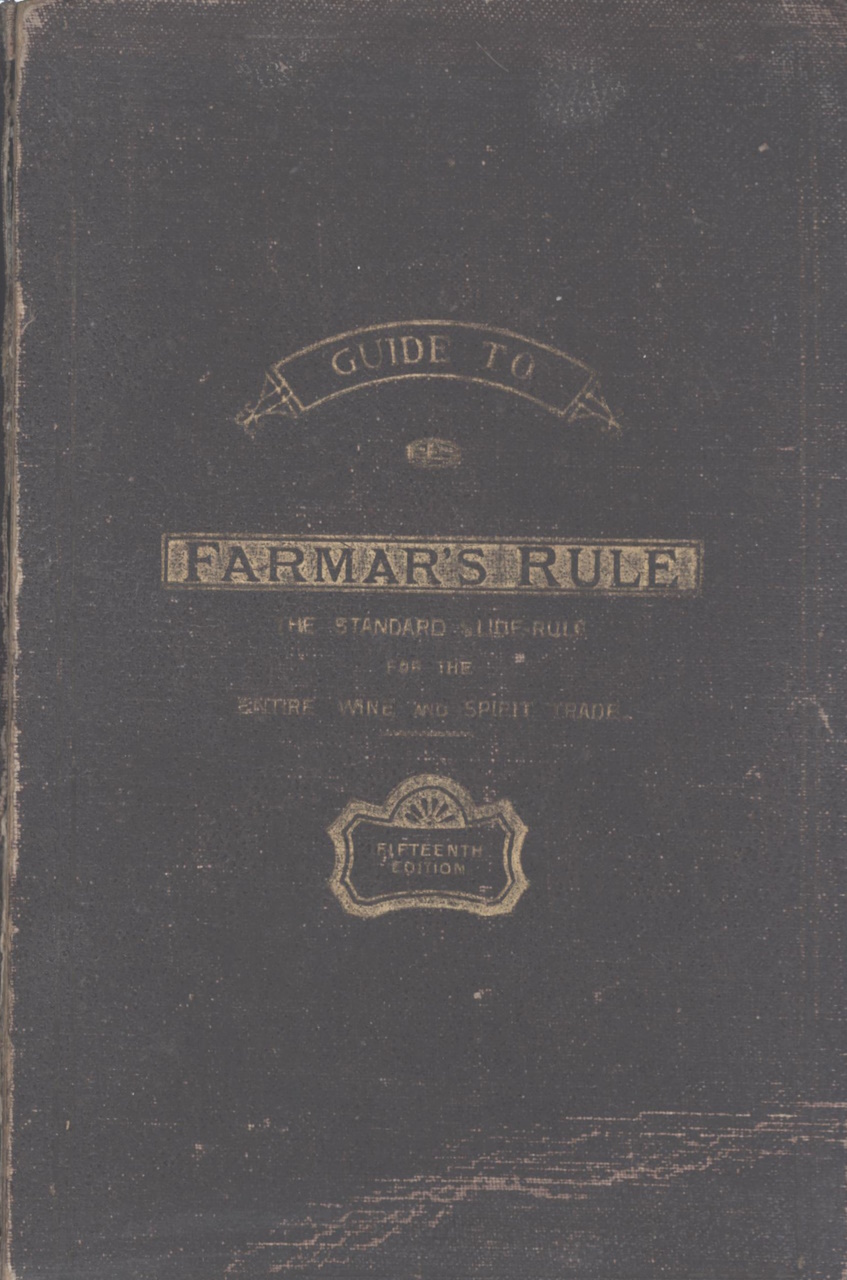 GUIDE TO
FARMAR'S RULE
THE STANDARD SLIDE-RULE
FOR THE
ENTIRE WINE AND SPIRIT TRADE.
FIFTEENTH
EDITION